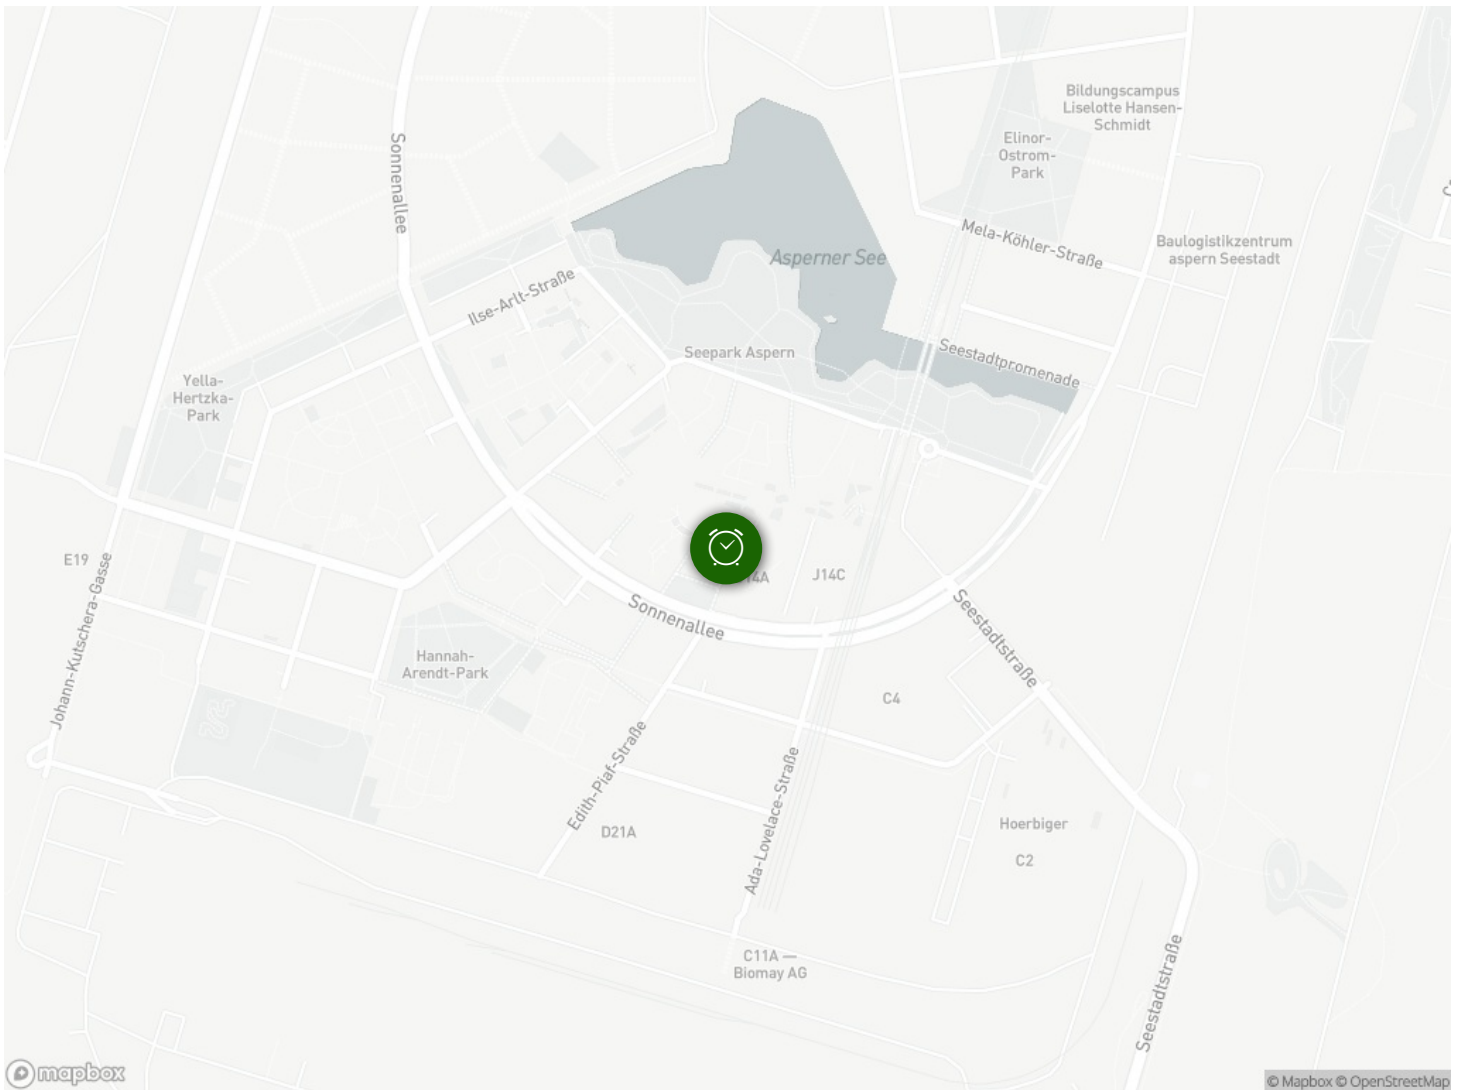 Bildungscampus
Liselotte Hansen-
Schmidt
Elinor-
Ostrom-
Park
Sonnenallee
Mela-Köhler-Straße
Baulogistikzentrum
aspern Seestadt
Asperner See
Ilse-Arlt-Straße
Seepark Aspern
Seestadtpromenade
Yella-
Hertzka-
Park
E19
14A
J14C
Johann-Kutschera-Gasse
Sonnenallee
Seestadtstraße
Hannah-
Arendt-Park
C4
Edith-Piaf-Straße
Ada-Lovelace-Straße
D21A
Hoerbiger
C2
C11A —
Biomay AG
Seestadtstraße
mapbox
© Mapbox © OpenStreetMap